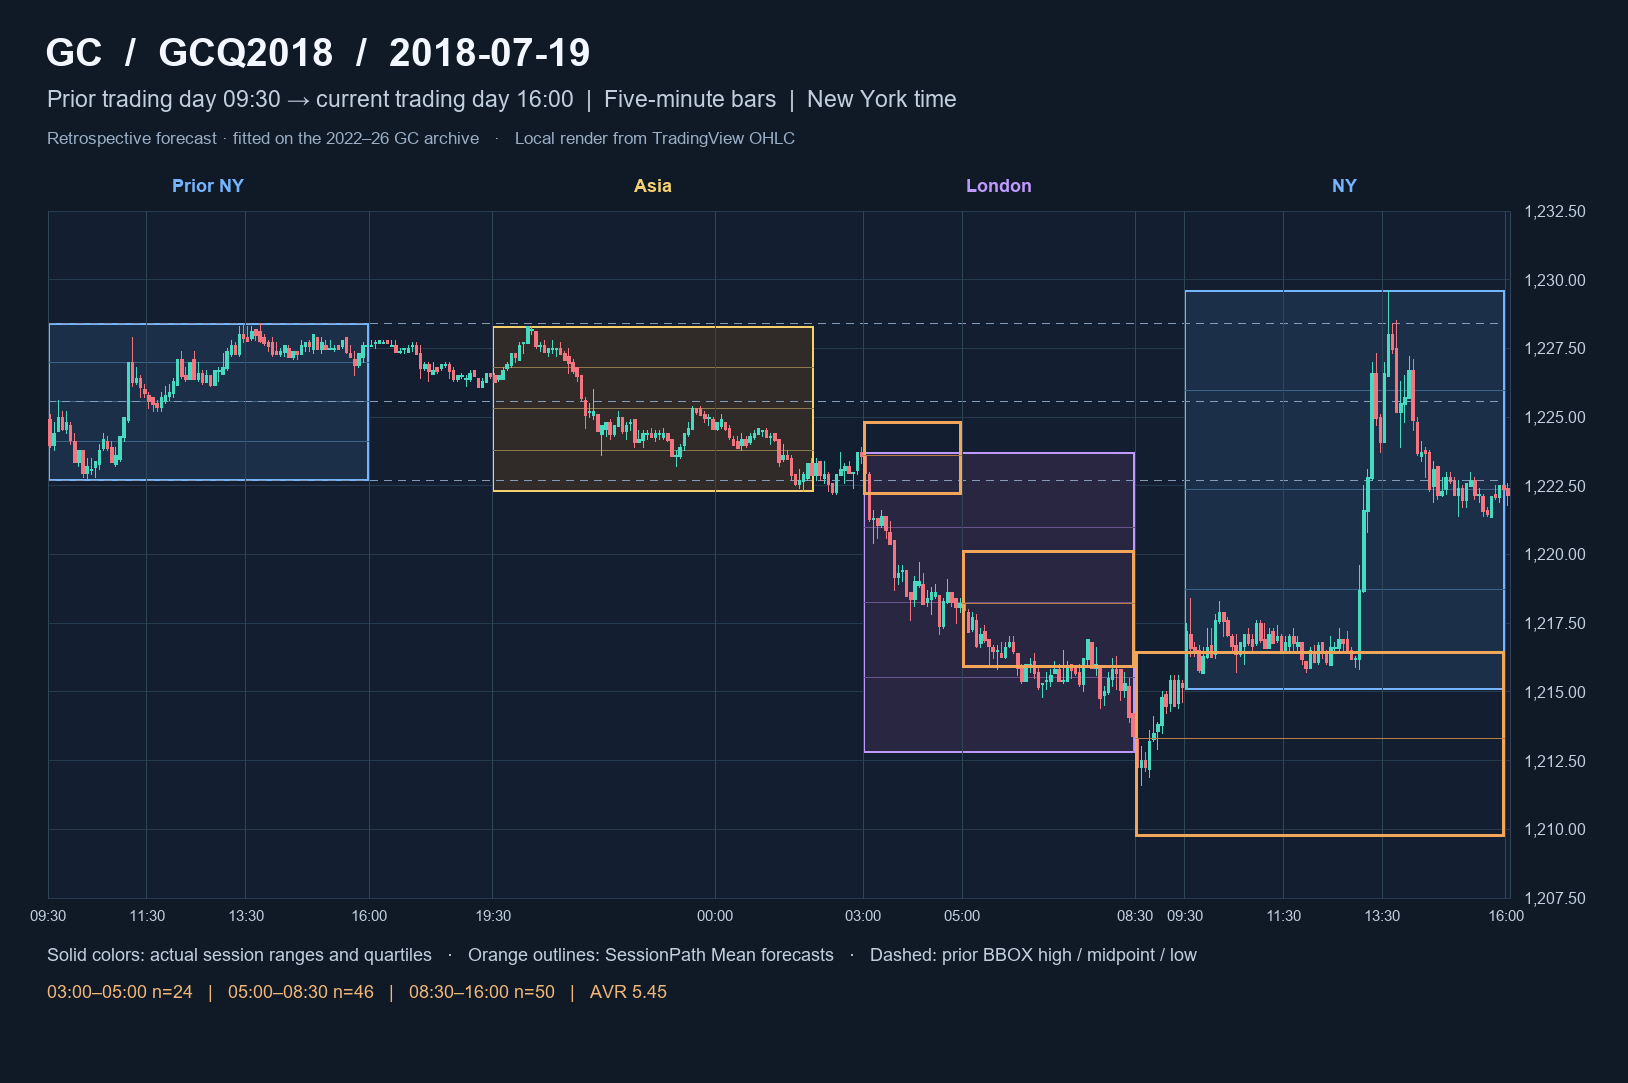 GC / GCQ2018 / 2018-07-19
Prior trading day 09:30 → current trading day 16:00 | Five-minute bars | New York time
Retrospective forecast · fitted on the 2022–26 GC archive · Local render from TradingView OHLC
Prior NY
Asia
London
NY
1,232.50
1,230.00
1,227.50
1,225.00
1,222.50
1,220.00
1,217.50
1,215.00
1,212.50
1,210.00
1,207.50
09:30 11:30 13:30 16:00 19:30 00:00 03:00 05:00 08:30 09:30 11:30 13:30 16:00
Solid colors: actual session ranges and quartiles · Orange outlines: SessionPath Mean forecasts · Dashed: prior BBOX high / midpoint / low
03:00–05:00 n=24 | 05:00–08:30 n=46 | 08:30–16:00 n=50 | AVR 5.45